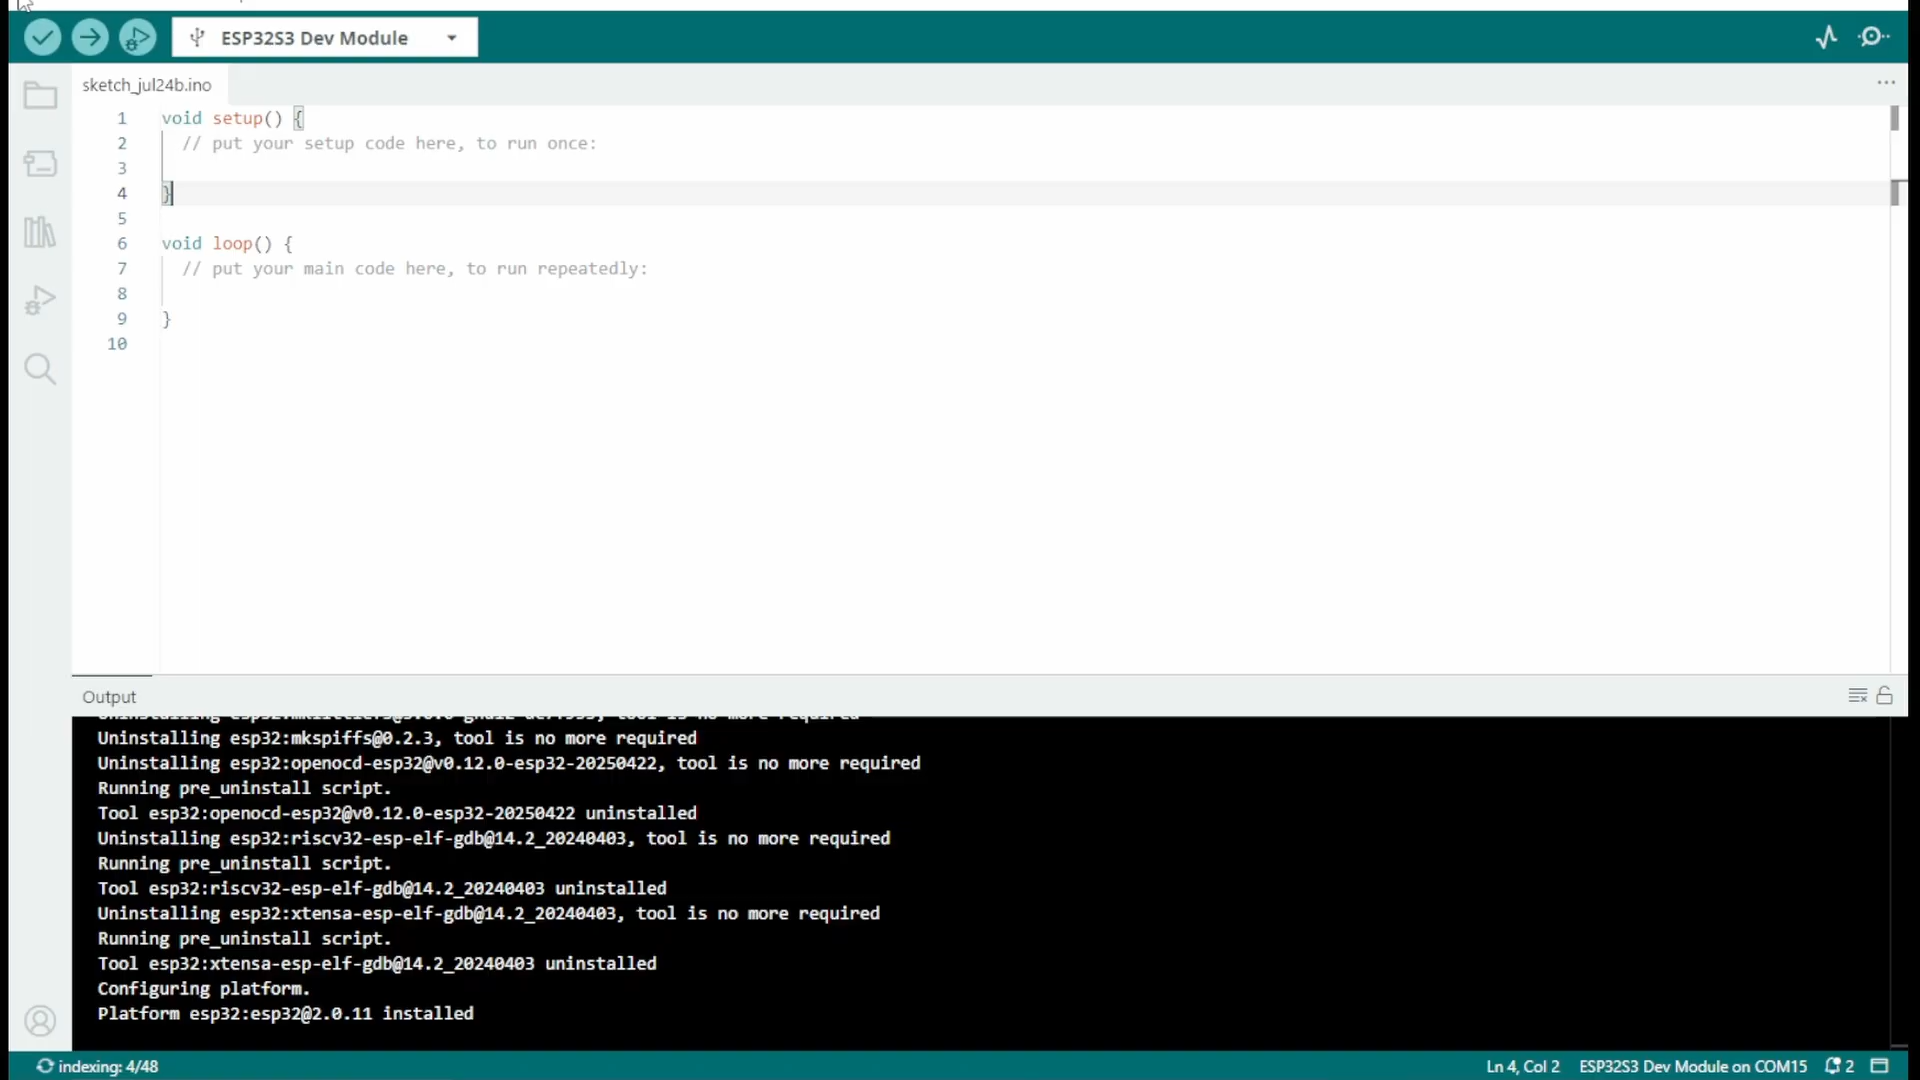 ESP32S3 Dev Module
sketch_jul24b.ino
1 void setup() {
2 // put your setup code here, to run once:
3
4 }
5
6 void loop() {
7 // put your main code here, to run repeatedly:
8
9 }
10
Output
Uninstalling esp32:mkspiffs@0.2.3, tool is no more required
Uninstalling esp32:openocd-esp32@v0.12.0-esp32-20250422, tool is no more required
Running pre_uninstall script.
Tool esp32:openocd-esp32@v0.12.0-esp32-20250422 uninstalled
Uninstalling esp32:riscv32-esp-elf-gdb@14.2_20240403, tool is no more required
Running pre_uninstall script.
Tool esp32:riscv32-esp-elf-gdb@14.2_20240403 uninstalled
Uninstalling esp32:xtensa-esp-elf-gdb@14.2_20240403, tool is no more required
Running pre_uninstall script.
Tool esp32:xtensa-esp-elf-gdb@14.2_20240403 uninstalled
Configuring platform.
Platform esp32:esp32@2.0.11 installed
indexing: 4/48
Ln 4, Col 2 ESP32S3 Dev Module on COM15 2